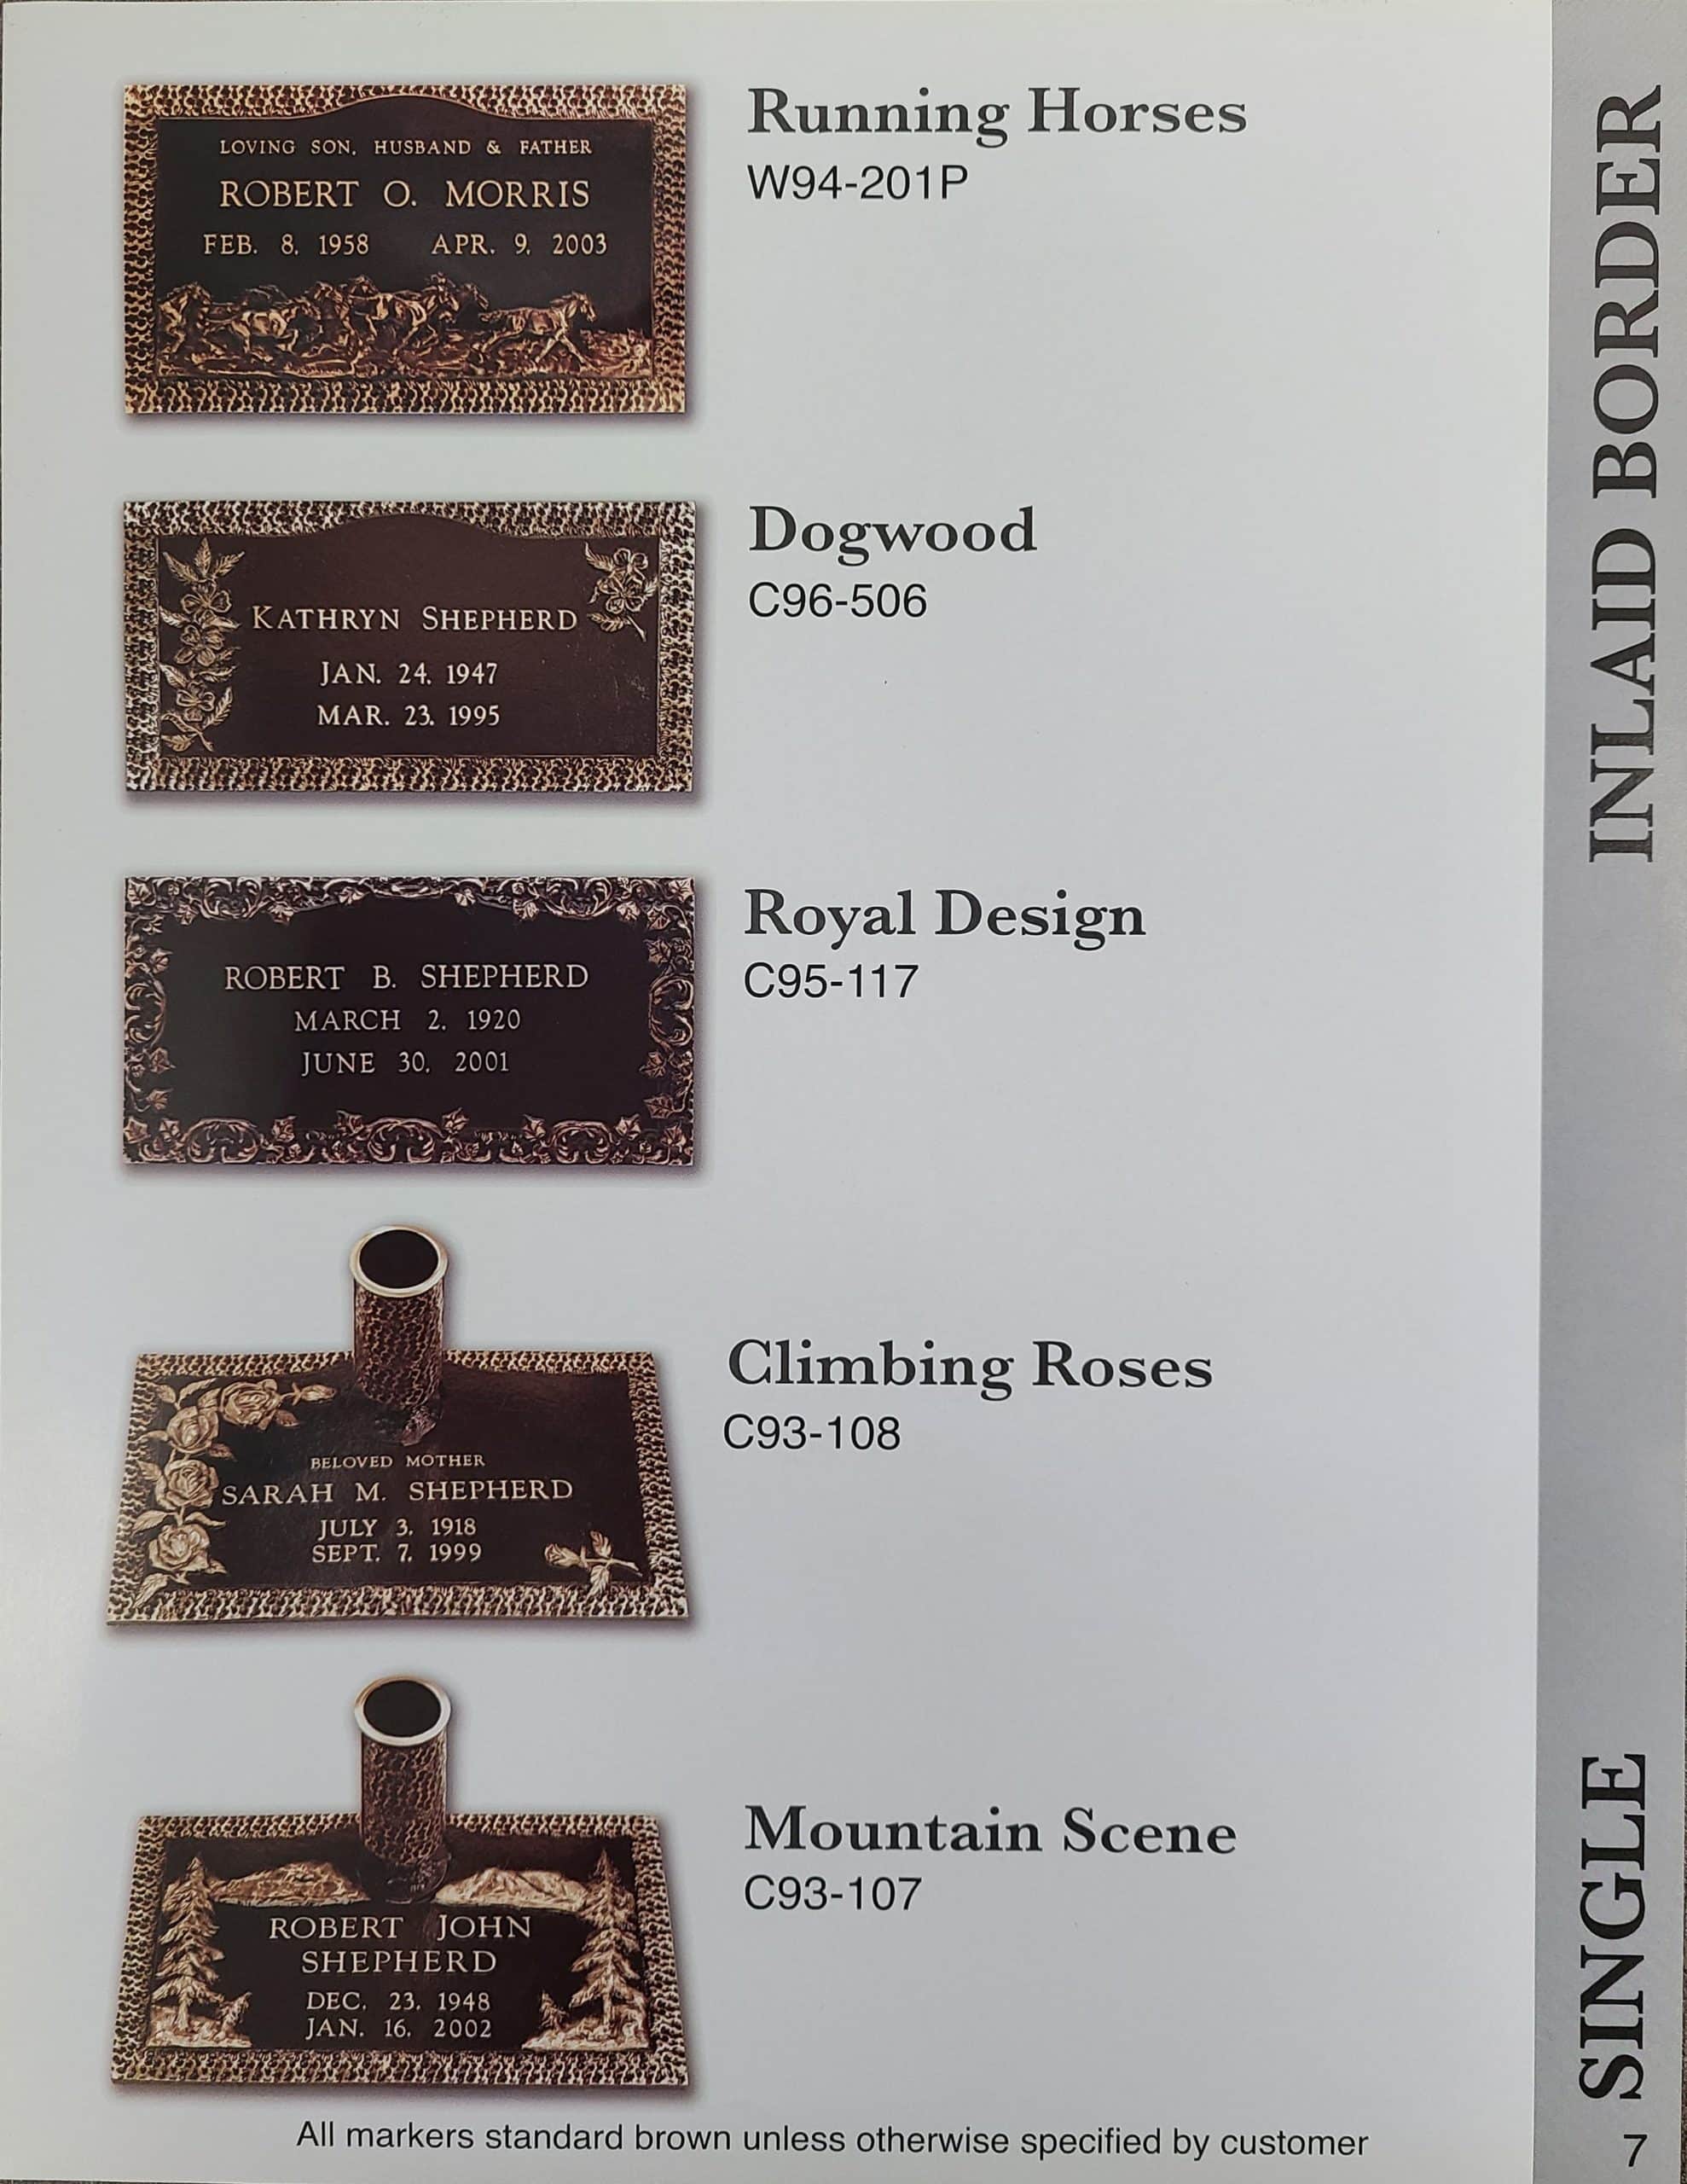 LOVING SON, HUSBAND & FATHER
ROBERT O. MORRIS
FEB. 8, 1958 APR. 9, 2003
Running Horses
W94-201P
KATHRYN SHEPHERD
JAN. 24, 1947
MAR. 23, 1995
Dogwood
C96-506
ROBERT B. SHEPHERD
MARCH 2, 1920
JUNE 30, 2001
Royal Design
C95-117
BELOVED MOTHER
SARAH M. SHEPHERD
JULY 3, 1918
SEPT. 7, 1999
Climbing Roses
C93-108
ROBERT JOHN
SHEPHERD
DEC. 23, 1948
JAN. 16, 2002
Mountain Scene
C93-107
All markers standard brown unless otherwise specified by customer
SINGLE INLAID BORDER
7